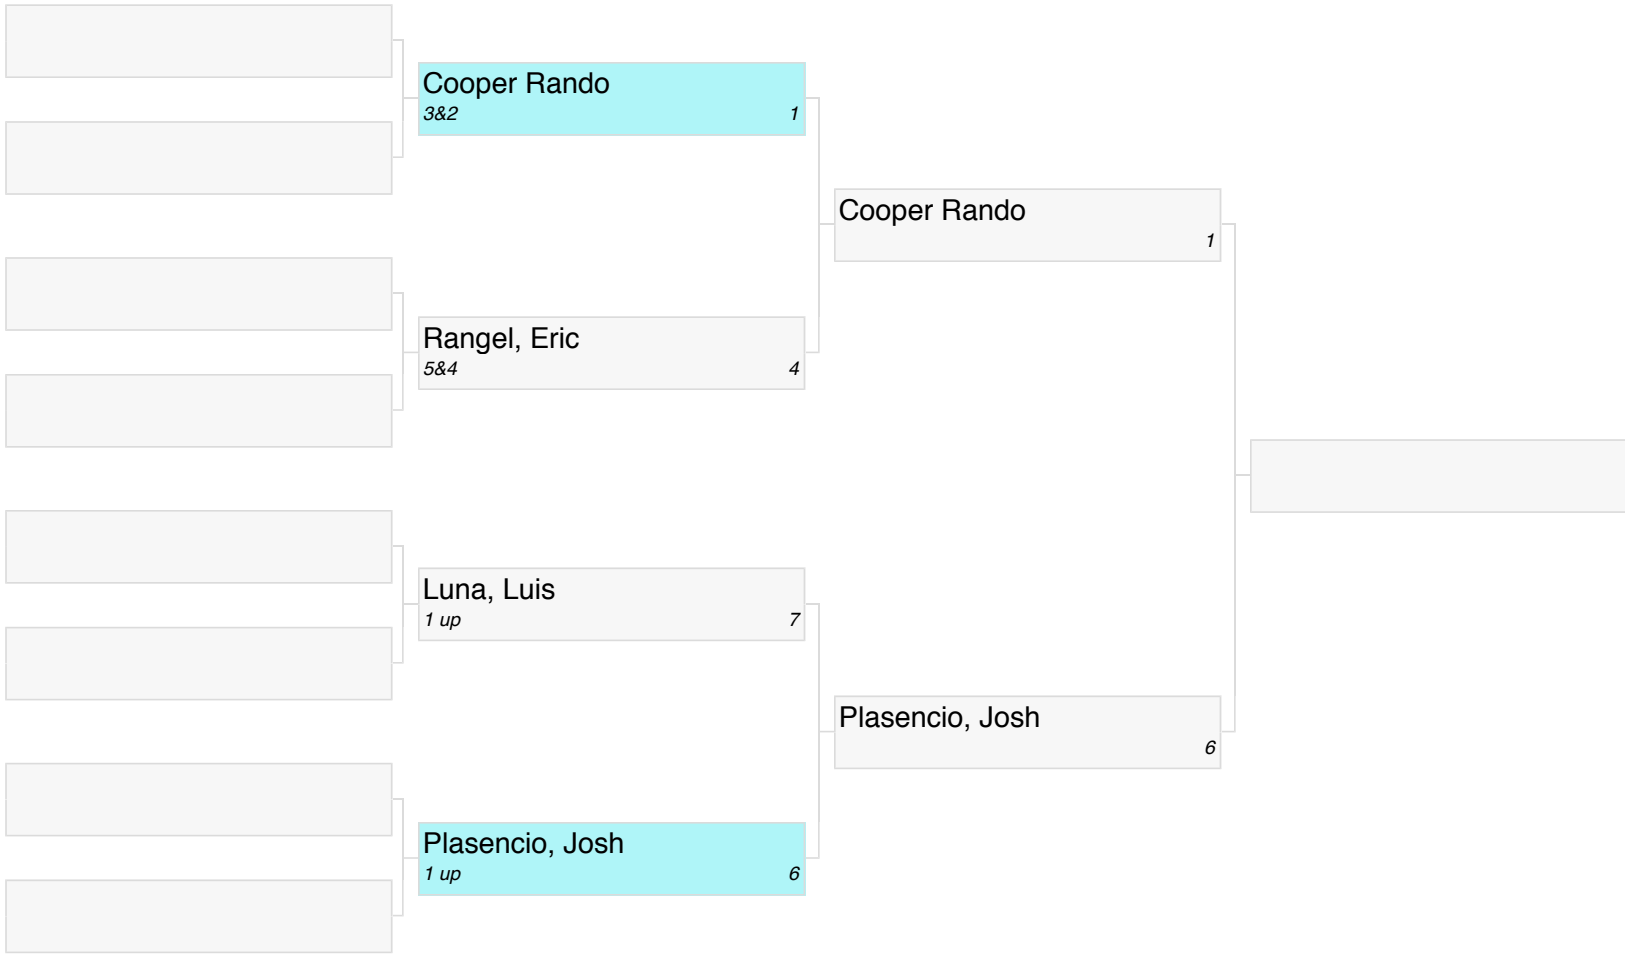 Cooper Rando
3&2 1
Rangel, Eric
5&4 4
Luna, Luis
1 up 7
Plasencio, Josh
1 up 6
Cooper Rando
1
Plasencio, Josh
6